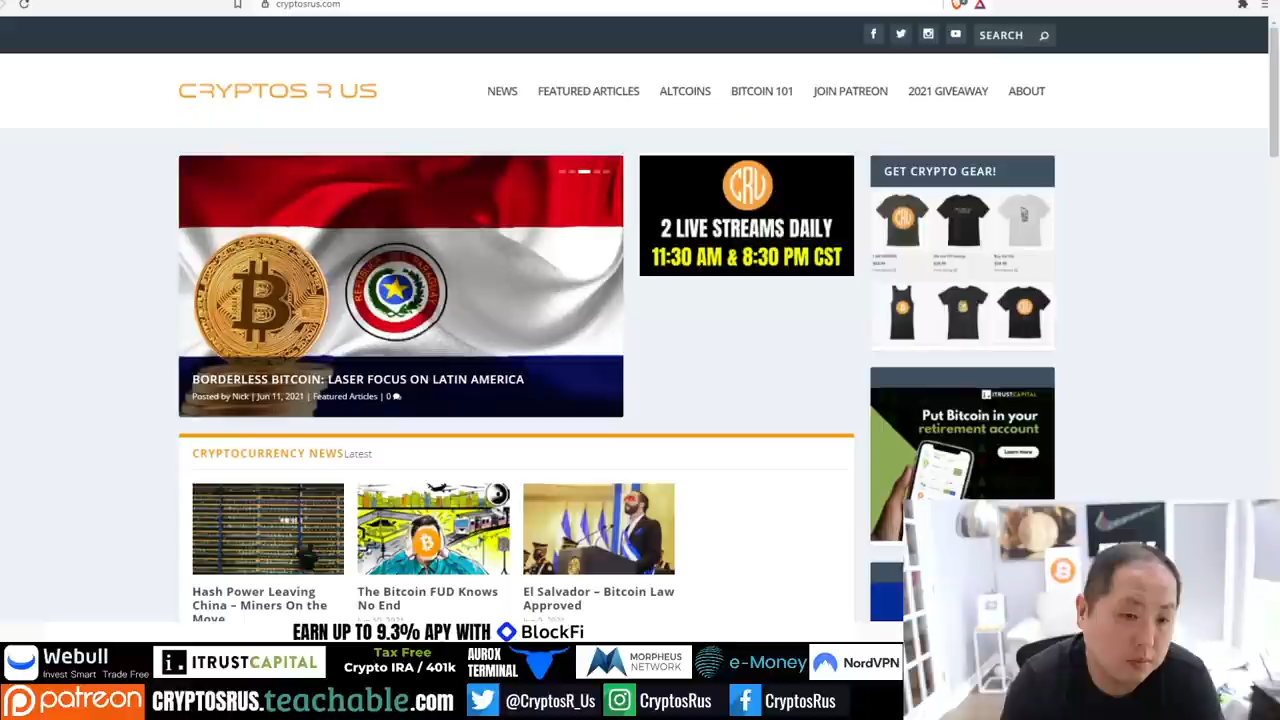 cryptosrus.com
SEARCH
CRYPTOS R US
NEWS
FEATURED ARTICLES
ALTCOINS
BITCOIN 101
JOIN PATREON
2021 GIVEAWAY
ABOUT
BORDERLESS BITCOIN: LASER FOCUS ON LATIN AMERICA
Posted by Nick | Jun 11, 2021 | Featured Articles | 0
CRU
2 LIVE STREAMS DAILY
11:30 AM & 8:30 PM CST
GET CRYPTO GEAR!
ITRUSTCAPITAL
Put Bitcoin in your
retirement account
Learn more
CRYPTOCURRENCY NEWS Latest
Hash Power Leaving
China – Miners On the
Move
The Bitcoin FUD Knows
No End
El Salvador – Bitcoin Law
Approved
EARN UP TO 9.3% APY WITH BlockFi
Webull
Invest Smart Trade Free
ITRUSTCAPITAL
Tax Free
Crypto IRA / 401k
AUROX
TERMINAL
MORPHEUS
NETWORK
e-Money
NordVPN
patreon
CRYPTOSRUS.teachable.com
@CryptosR_Us
CryptosRus
CryptosRus